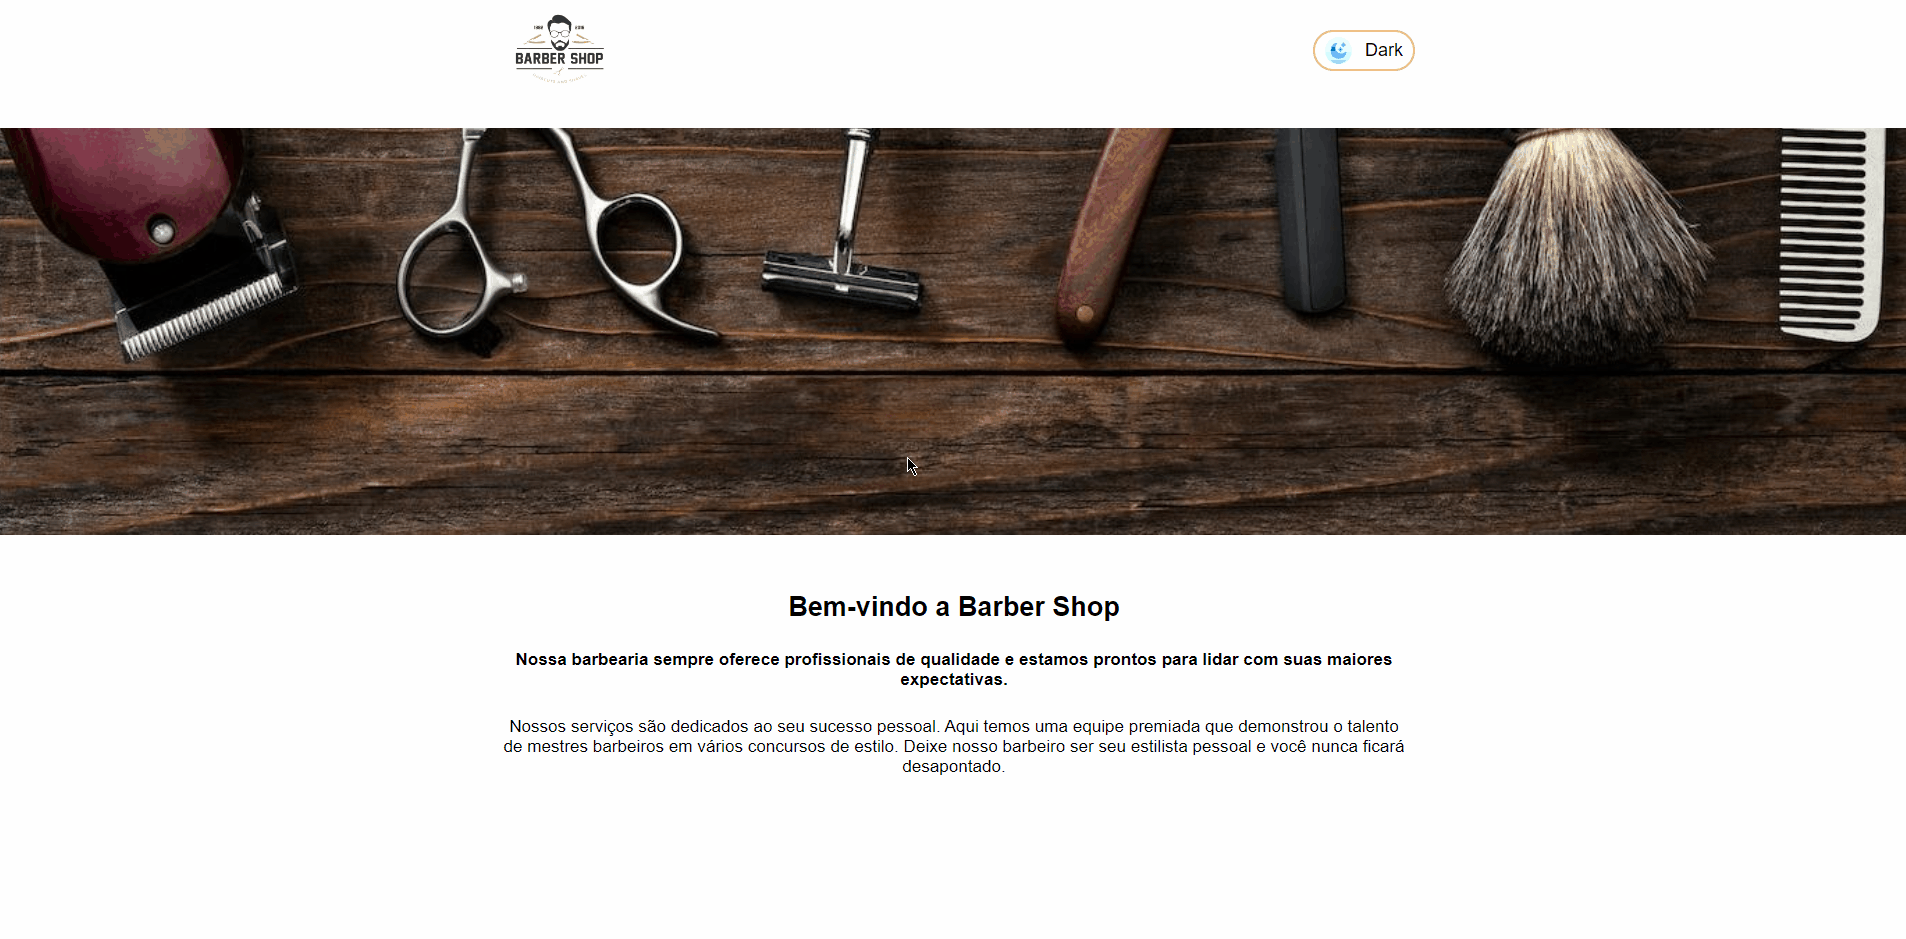 BARBER SHOP
Dark
Bem-vindo a Barber Shop
Nossa barbearia sempre oferece profissionais de qualidade e estamos prontos para lidar com suas maiores
expectativas.
Nossos serviços são dedicados ao seu sucesso pessoal. Aqui temos uma equipe premiada que demonstrou o talento
de mestres barbeiros em vários concursos de estilo. Deixe nosso barbeiro ser seu estilista pessoal e você nunca ficará
desapontado.